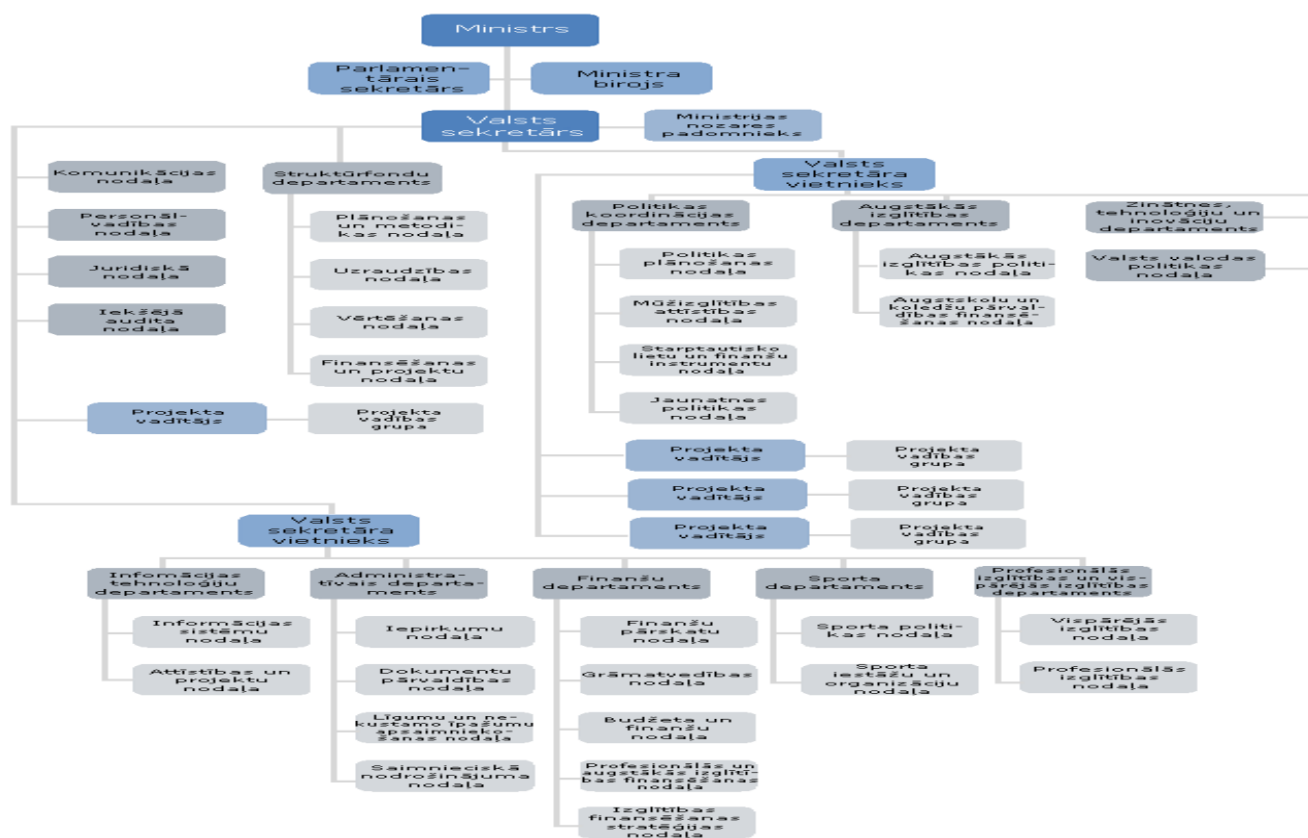 Ministrs
Parlamen-
tārais
sekretārs
Ministra
birojs
Valsts
sekretārs
Ministrijas
nozares
padomnieks
Komunikācijas
nodaļa
Personāl-
vadības
nodaļa
Juridiskā
nodaļa
Iekšējā
audita
nodaļa
Struktūrfondu
departaments
Plānošanas
un metodi-
kas nodaļa
Uzraudzības
nodaļa
Vērtēšanas
nodaļa
Finansēšanas
un projektu
nodaļa
Projekta
vadītājs
Projekta
vadības
grupa
Valsts
sekretāra
vietnieks
Politikas
koordinācijas
departaments
Politikas
plānošanas
nodaļa
Mūžizglītības
attīstības
nodaļa
Starptautisko
lietu un finanšu
instrumentu
nodaļa
Jaunatnes
politikas
nodaļa
Augstākās
izglītības
departaments
Augstākās
izglītības politi-
kas nodaļa
Augstskolu un
koledžu pārval-
dības finansē-
šanas nodaļa
Zinātnes,
tehnoloģiju un
inovāciju
departaments
Valsts valodas
politikas
nodaļa
Projekta
vadītājs
Projekta
vadības
grupa
Projekta
vadītājs
Projekta
vadības
grupa
Projekta
vadītājs
Projekta
vadības
grupa
Valsts
sekretāra
vietnieks
Infomācijas
tehnoloģiju
departaments
Informācijas
sistēmu
nodaļa
Attīstības un
projektu
nodaļa
Administra-
tīvais departa-
ments
Iepirkumu
nodaļa
Dokumentu
pārvaldības
nodaļa
Līgumu un ne-
kustamo īpašumu
apsaimnieko-
šanas nodaļa
Saimnieciskā
nodrošinājuma
nodaļa
Finanšu
departaments
Finanšu
pārskatu
nodaļa
Grāmatvedības
nodaļa
Budžeta un
finanšu
nodaļa
Profesionālās un
augstākās izglītī-
bas finansēšanas
nodaļa
Izglītības
finansēšanas
stratēģijas
nodaļa
Sporta
departaments
Sporta politi-
kas nodaļa
Sporta
iestāžu un
organizāciju
nodaļa
Profesionālās
izglītības un vis-
pārējās izglītības
departaments
Vispārējās
izglītības
nodaļa
Profesionālās
izglītības
nodaļa